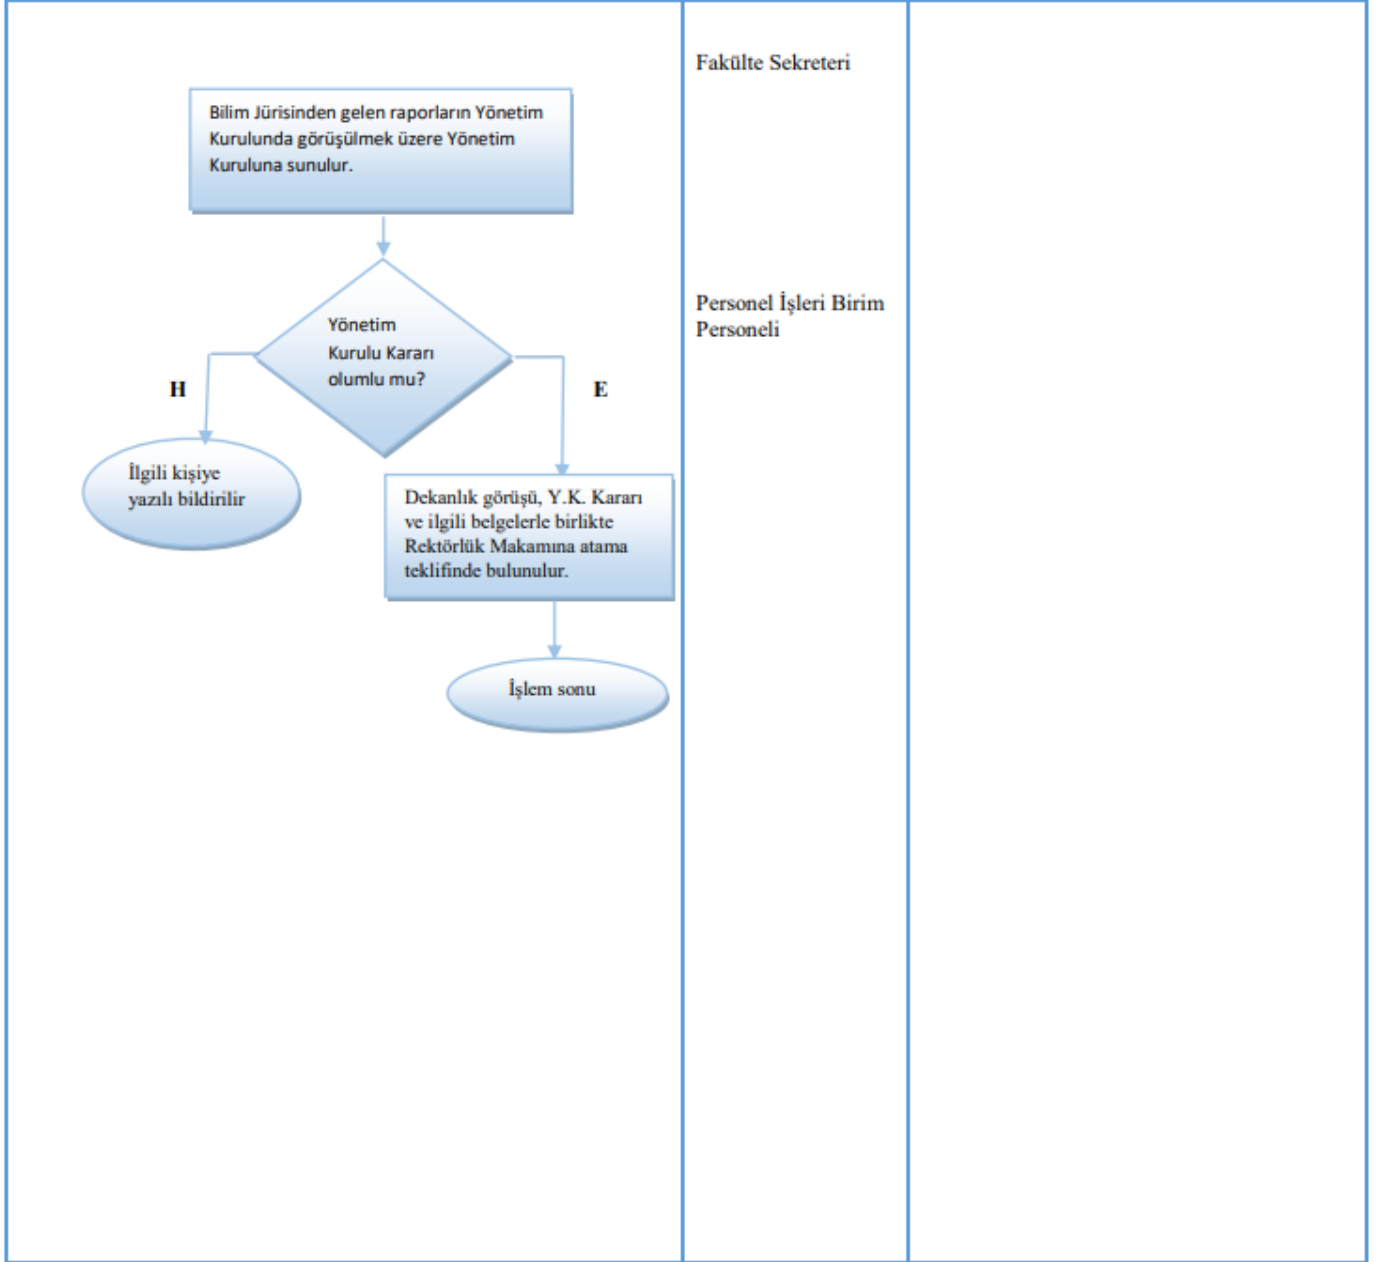 Fakülte Sekreteri
Bilim Jürisinden gelen raporların Yönetim
Kurulunda görüşülmek üzere Yönetim
Kuruluna sunulur.
Personel İşleri Birim
Personeli
Yönetim
Kurulu Kararı
olumlu mu?
H
E
İlgili kişiye
yazılı bildirilir
Dekanlık görüşü, Y.K. Kararı
ve ilgili belgelerle birlikte
Rektörlük Makamına atama
teklifinde bulunulur.
İşlem sonu